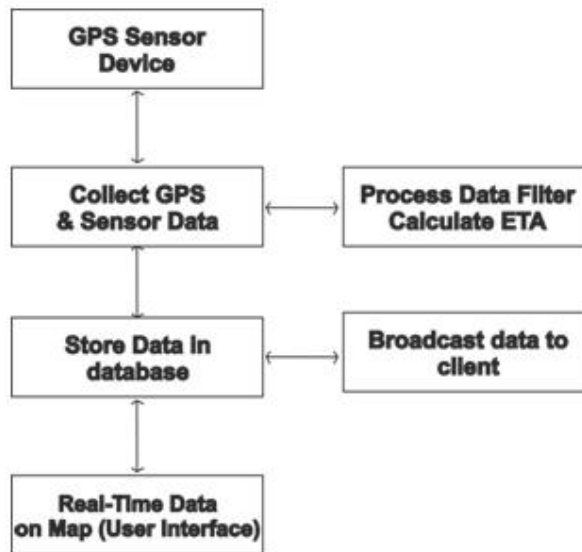 GPS Sensor
Device
Collect GPS
& Sensor Data
Process Data Filter
Calculate ETA
Store Data in
database
Broadcast data to
client
Real-Time Data
on Map (User Interface)